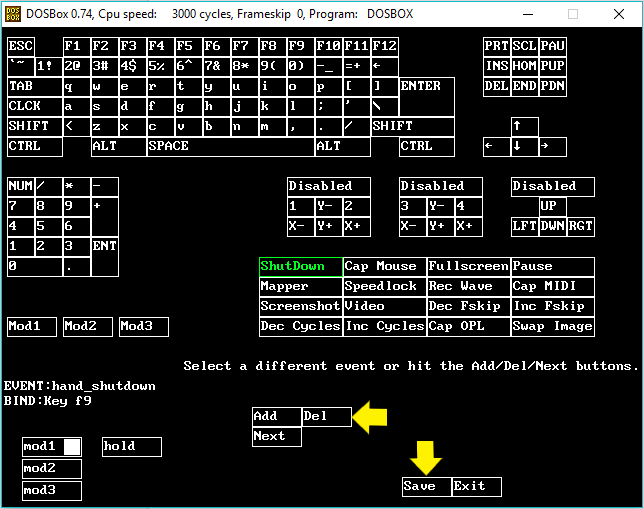 DOS
BOX
DOSBox 0.74, Cpu speed: 3000 cycles, Frameskip 0, Program: DOSBOX
ESC F1 F2 F3 F4 F5 F6 F7 F8 F9 F10 F11 F12 PRT SCL PAU
`~ 1! 2@ 3# 4$ 5% 6^ 7& 8* 9( 0) -_ =+ ← INS HOM PUP
TAB q w e r t y u i o p [ ] ENTER DEL END PDN
CLCK a s d f g h j k l ; ' \
SHIFT < z x c v b n m , . / SHIFT ↑
CTRL ALT SPACE ALT CTRL ← ↓ →
NUM / * - Disabled Disabled Disabled
7 8 9 + 1 Y- 2 3 Y- 4 UP
4 5 6 X- Y+ X+ X- Y+ X+ LFT DWN RGT
1 2 3 ENT
0 .
ShutDown Cap Mouse Fullscreen Pause
Mapper Speedlock Rec Wave Cap MIDI
Screenshot Video Dec Fskip Inc Fskip
Mod1 Mod2 Mod3 Dec Cycles Inc Cycles Cap OPL Swap Image
Select a different event or hit the Add/Del/Next buttons.
EVENT:hand_shutdown
BIND:Key f9
Add Del
Next
mod1 hold
mod2
mod3
Save Exit